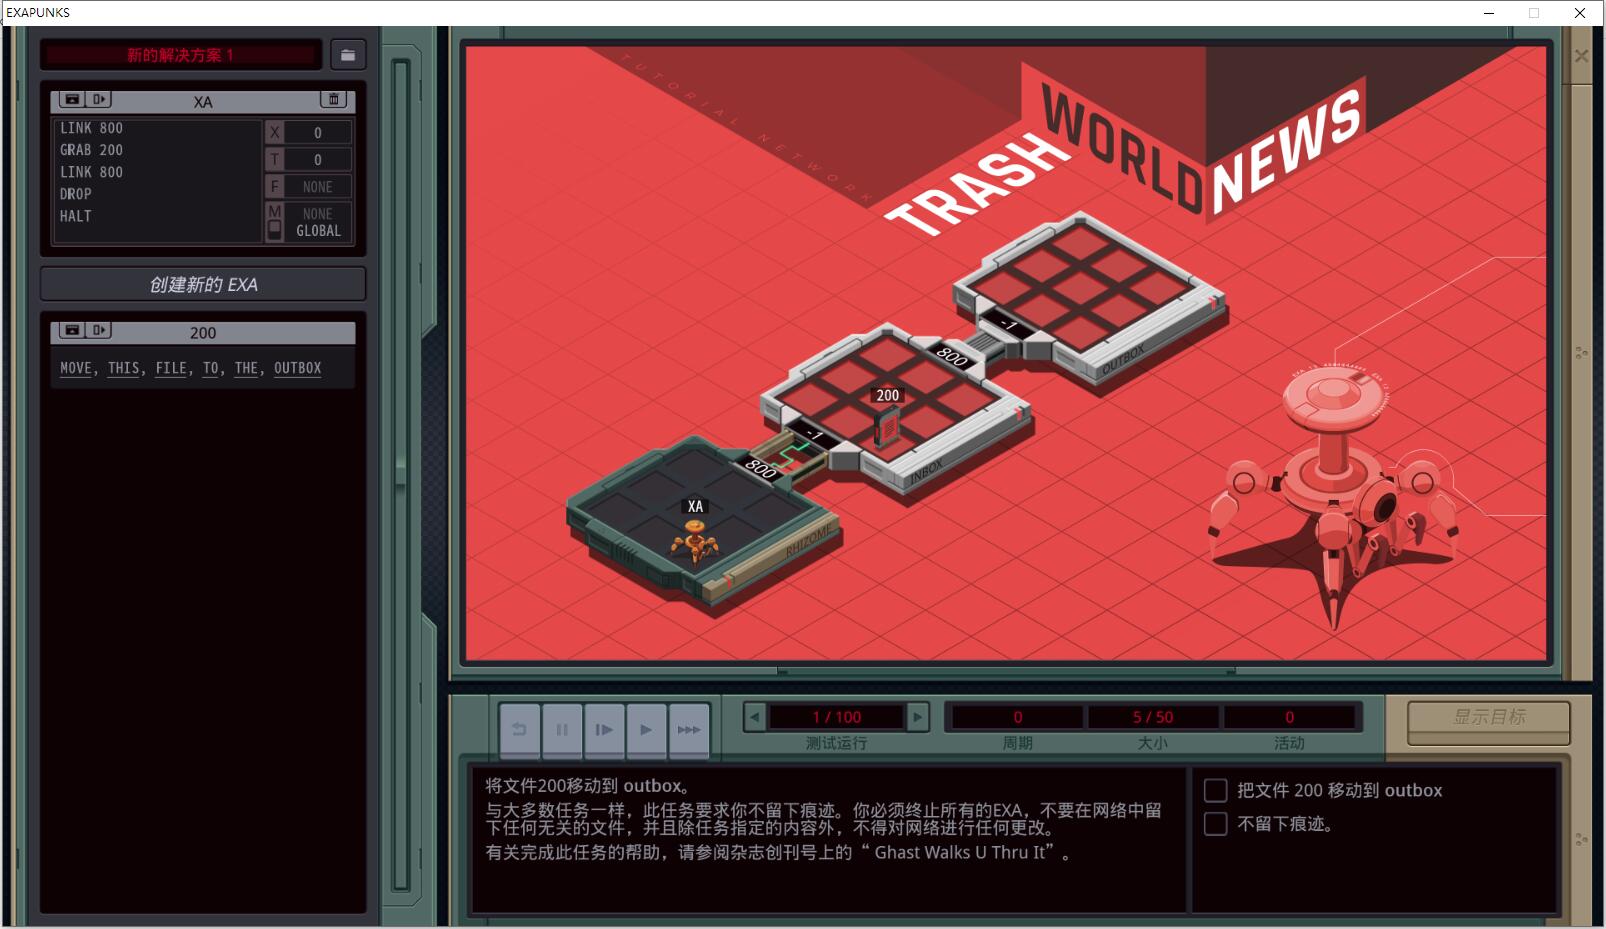 EXAPUNKS
新的解决方案 1
XA
LINK 800
GRAB 200
LINK 800
DROP
HALT
X 0
T 0
F NONE
M NONE
GLOBAL
创建新的 EXA
200
MOVE, THIS, FILE, TO, THE, OUTBOX
TUTORIAL NETWORK
TRASH
WORLD
NEWS
-1
OUTBOX
800
200
-1
INBOX
800
XA
RHIZOME
1 / 100
测试运行
0
周期
5 / 50
大小
0
活动
显示目标
将文件200移动到 outbox。
与大多数任务一样，此任务要求你不留下痕迹。你必须终止所有的EXA，不要在网络中留
下任何无关的文件，并且除任务指定的内容外，不得对网络进行任何更改。
有关完成此任务的帮助，请参阅杂志创刊号上的“ Ghast Walks U Thru It” 。
把文件 200 移动到 outbox
不留下痕迹。